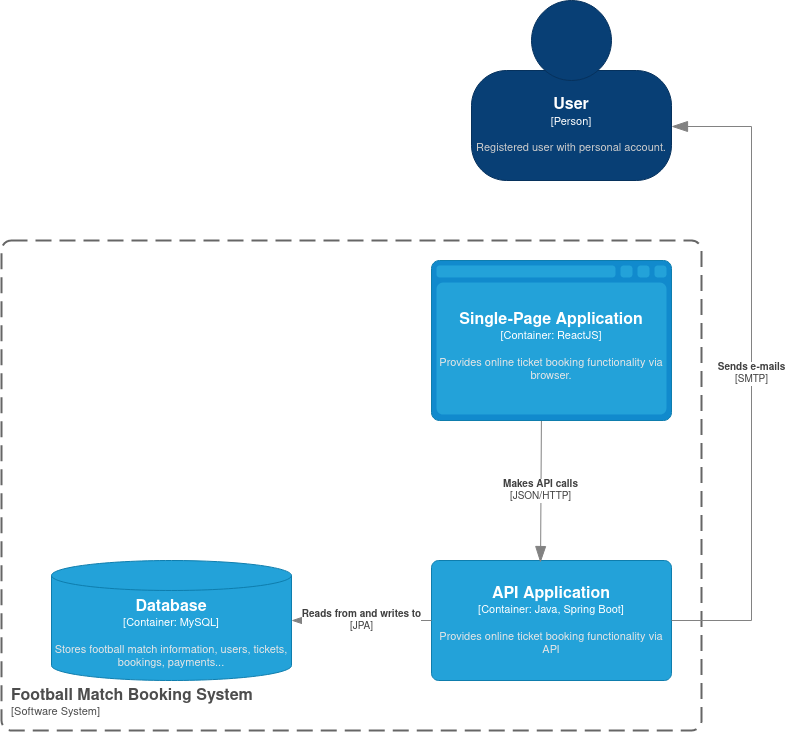 User
[Person]
Registered user with personal account.
Single-Page Application
[Container: ReactJS]
Provides online ticket booking functionality via
browser.
Sends e-mails
[SMTP]
Makes API calls
[JSON/HTTP]
Database
[Container: MySQL]
Stores football match information, users, tickets,
bookings, payments...
Reads from and writes to
[JPA]
API Application
[Container: Java, Spring Boot]
Provides online ticket booking functionality via
API
Football Match Booking System
[Software System]